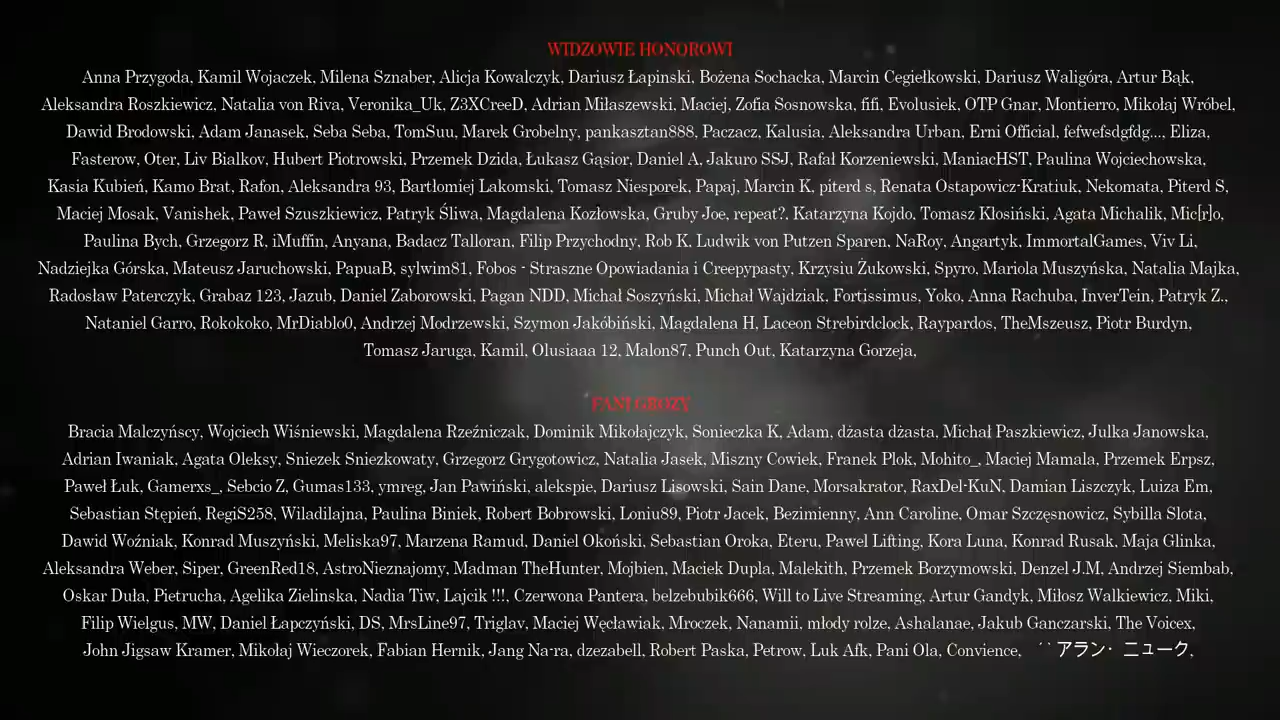 WIDZOWIE HONOROWI
Anna Przygoda, Kamil Wojaczek, Milena Sznaber, Alicja Kowalczyk, Dariusz Łapinski, Bożena Sochacka, Marcin Cegiełkowski, Dariusz Waligóra, Artur Bąk,
Aleksandra Roszkiewicz, Natalia von Riva, Veronika_Uk, Z3XCreeD, Adrian Miłaszewski, Maciej, Zofia Sosnowska, fifi, Evolusiek, OTP Gnar, Montierro, Mikołaj Wróbel,
Dawid Brodowski, Adam Janasek, Seba Seba, TomSuu, Marek Grobelny, pankasztan888, Paczacz, Kalusia, Aleksandra Urban, Erni Official, fefwefsdgfdg..., Eliza,
Fasterow, Oter, Liv Bialkov, Hubert Piotrowski, Przemek Dzida, Łukasz Gąsior, Daniel A, Jakuro SSJ, Rafał Korzeniewski, ManiacHST, Paulina Wojciechowska,
Kasia Kubień, Kamo Brat, Rafon, Aleksandra 93, Bartłomiej Lakomski, Tomasz Niesporek, Papaj, Marcin K, piterd s, Renata Ostapowicz-Kratiuk, Nekomata, Piterd S,
Maciej Mosak, Vanishek, Paweł Szuszkiewicz, Patryk Śliwa, Magdalena Kozłowska, Gruby Joe, repeat?, Katarzyna Kojdo, Tomasz Kłosiński, Agata Michalik, Mic[r]o,
Paulina Bych, Grzegorz R, iMuffin, Anyana, Badacz Talloran, Filip Przychodny, Rob K, Ludwik von Putzen Sparen, NaRoy, Angartyk, ImmortalGames, Viv Li,
Nadziejka Górska, Mateusz Jaruchowski, PapuaB, sylwim81, Fobos - Straszne Opowiadania i Creepypasty, Krzysiu Żukowski, Spyro, Mariola Muszyńska, Natalia Majka,
Radosław Paterczyk, Grabaz 123, Jazub, Daniel Zaborowski, Pagan NDD, Michał Soszyński, Michał Wajdziak, Fortissimus, Yoko, Anna Rachuba, InverTein, Patryk Z.,
Nataniel Garro, Rokokoko, MrDiablo0, Andrzej Modrzewski, Szymon Jakóbiński, Magdalena H, Laceon Strebirdclock, Raypardos, TheMszeusz, Piotr Burdyn,
Tomasz Jaruga, Kamil, Olusiaaa 12, Malon87, Punch Out, Katarzyna Gorzeja,
FANI GROZY
Bracia Malczyńscy, Wojciech Wiśniewski, Magdalena Rzeźniczak, Dominik Mikołajczyk, Sonieczka K, Adam, dżasta dżasta, Michał Paszkiewicz, Julka Janowska,
Adrian Iwaniak, Agata Oleksy, Sniezek Sniezkowaty, Grzegorz Grygotowicz, Natalia Jasek, Miszny Cowiek, Franek Plok, Mohito_, Maciej Mamala, Przemek Erpsz,
Paweł Łuk, Gamerxs_, Sebcio Z, Gumas133, ymreg, Jan Pawiński, alekspie, Dariusz Lisowski, Sain Dane, Morsakrator, RaxDel-KuN, Damian Liszczyk, Luiza Em,
Sebastian Stępień, RegiS258, Wiladilajna, Paulina Biniek, Robert Bobrowski, Loniu89, Piotr Jacek, Bezimienny, Ann Caroline, Omar Szczęsnowicz, Sybilla Slota,
Dawid Woźniak, Konrad Muszyński, Meliska97, Marzena Ramud, Daniel Okoński, Sebastian Oroka, Eteru, Pawel Lifting, Kora Luna, Konrad Rusak, Maja Glinka,
Aleksandra Weber, Siper, GreenRed18, AstroNieznajomy, Madman TheHunter, Mojbien, Maciek Dupla, Malekith, Przemek Borzymowski, Denzel J.M, Andrzej Siembab,
Oskar Duła, Pietrucha, Agelika Zielinska, Nadia Tiw, Lajcik !!!, Czerwona Pantera, belzebubik666, Will to Live Streaming, Artur Gandyk, Miłosz Walkiewicz, Miki,
Filip Wielgus, MW, Daniel Łapczyński, DS, MrsLine97, Triglav, Maciej Węcławiak, Mroczek, Nanamii, młody rolze, Ashalanae, Jakub Ganczarski, The Voicex,
John Jigsaw Kramer, Mikołaj Wieczorek, Fabian Hernik, Jang Na-ra, dzezabell, Robert Paska, Petrow, Luk Afk, Pani Ola, Convience, ´´アラン・ニューク,